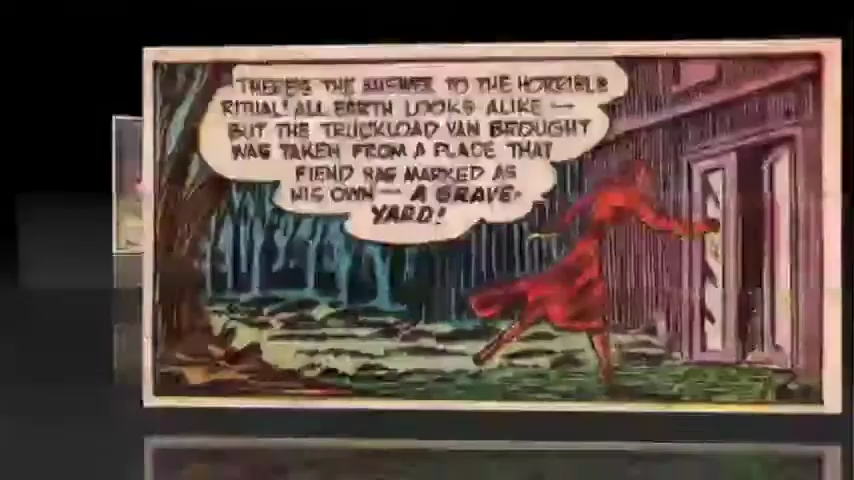 THERE'S THE ANSWER TO THE HORRIBLE
RITUAL! ALL EARTH LOOKS ALIKE —
BUT THE TRUCKLOAD VAN BROUGHT
WAS TAKEN FROM A PLACE THAT
FIEND HAS MARKED AS
HIS OWN — A GRAVE-
YARD!